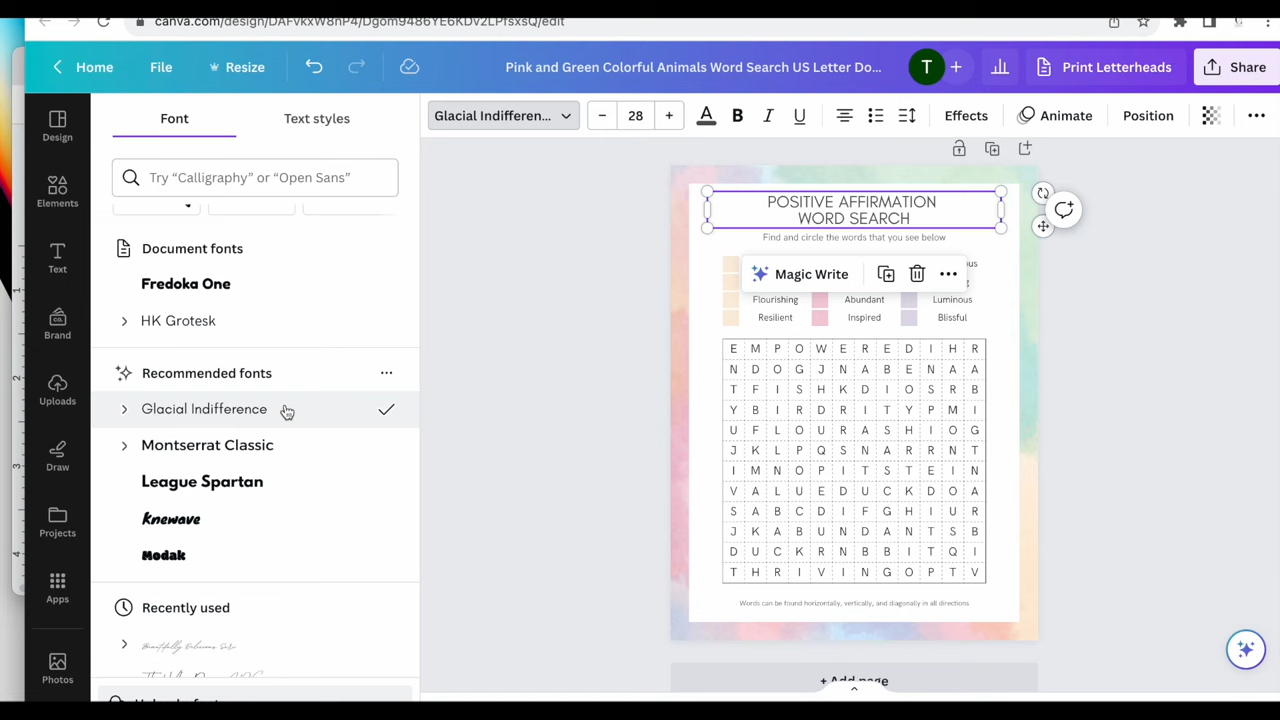 canva.com/design/DAFvkxW8nP4/Dgom9486YE6KDv2LPfsxsQ/edit
Home File Resize Pink and Green Colorful Animals Word Search US Letter Do... T + Print Letterheads Share
Design
Elements
Text
Brand
Uploads
Draw
Projects
Apps
Photos
Font Text styles
Try “Calligraphy” or “Open Sans”
Document fonts
Fredoka One
HK Grotesk
Recommended fonts
Glacial Indifference
Montserrat Classic
League Spartan
Knewave
Modak
Recently used
Glacial Indifferen... – 28 + A B I U Effects Animate Position
POSITIVE AFFIRMATION
WORD SEARCH
Find and circle the words that you see below
Magic Write
Flourishing Abundant Luminous
Resilient Inspired Blissful
E M P O W E R E D I H R
N D O G J N A B E N A A
T F I S H K D I O S R B
Y B I R D R I T Y P M I
U F L O U R A S H I O G
J K L P Q S N A R R N T
I M N O P I T S T E I N
V A L U E D U C K D O A
S A B C D I F G H I U R
J K A B U N D A N T S B
D U C K R N B B I T Q I
T H R I V I N G O P T V
Words can be found horizontally, vertically, and diagonally in all directions
+ Add page